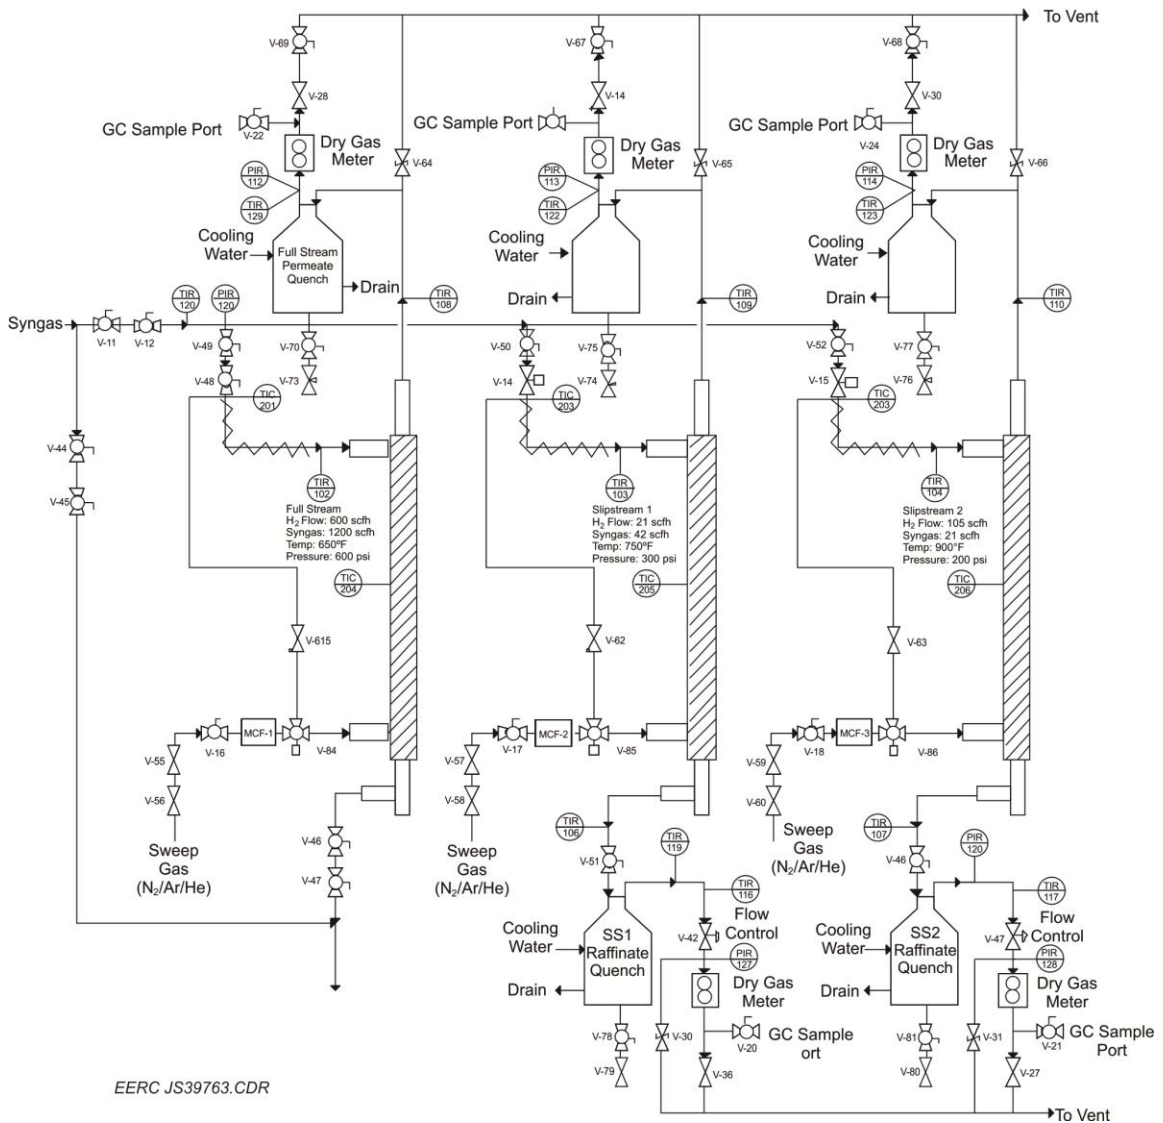 To Vent
V-69
V-67
V-68
V-28
V-14
V-30
GC Sample Port
V-22
GC Sample Port
GC Sample Port
V-24
Dry Gas
Meter
Dry Gas
Meter
Dry Gas
Meter
V-64
V-65
V-66
PIR
112
PIR
113
PIR
114
TIR
129
TIR
122
TIR
123
Cooling
Water
Full Stream
Permeate
Quench
Drain
Cooling
Water
Drain
Cooling
Water
Drain
TIR
108
TIR
109
TIR
110
TIR
120
PIR
120
Syngas
V-11
V-12
V-49
V-70
V-50
V-75
V-52
V-77
V-48
V-73
V-14
V-74
V-15
V-76
TIC
201
TIC
203
TIC
203
V-44
V-45
TIR
102
TIR
103
TIR
104
Full Stream
H2 Flow: 600 scfh
Syngas: 1200 scfh
Temp: 650ºF
Pressure: 600 psi
Slipstream 1
H2 Flow: 21 scfh
Syngas: 42 scfh
Temp: 750ºF
Pressure: 300 psi
Slipstream 2
H2 Flow: 105 scfh
Syngas: 21 scfh
Temp: 900°F
Pressure: 200 psi
TIC
204
TIC
205
TIC
206
V-615
V-62
V-63
V-16
MCF-1
V-84
V-17
MCF-2
V-85
V-18
MCF-3
V-86
V-55
V-57
V-59
V-56
V-58
V-60
Sweep
Gas
(N2/Ar/He)
Sweep
Gas
(N2/Ar/He)
Sweep
Gas
(N2/Ar/He)
V-46
V-47
TIR
106
TIR
119
TIR
107
PIR
120
V-51
V-46
TIR
116
TIR
117
Flow
Control
Flow
Control
V-42
V-47
Cooling
Water
SS1
Raffinate
Quench
Drain
Cooling
Water
SS2
Raffinate
Quench
Drain
PIR
127
PIR
128
Dry Gas
Meter
Dry Gas
Meter
V-78
V-30
V-20
GC Sample
ort
V-81
V-31
V-21
GC Sample
Port
V-79
V-36
V-80
V-27
EERC JS39763.CDR
To Vent